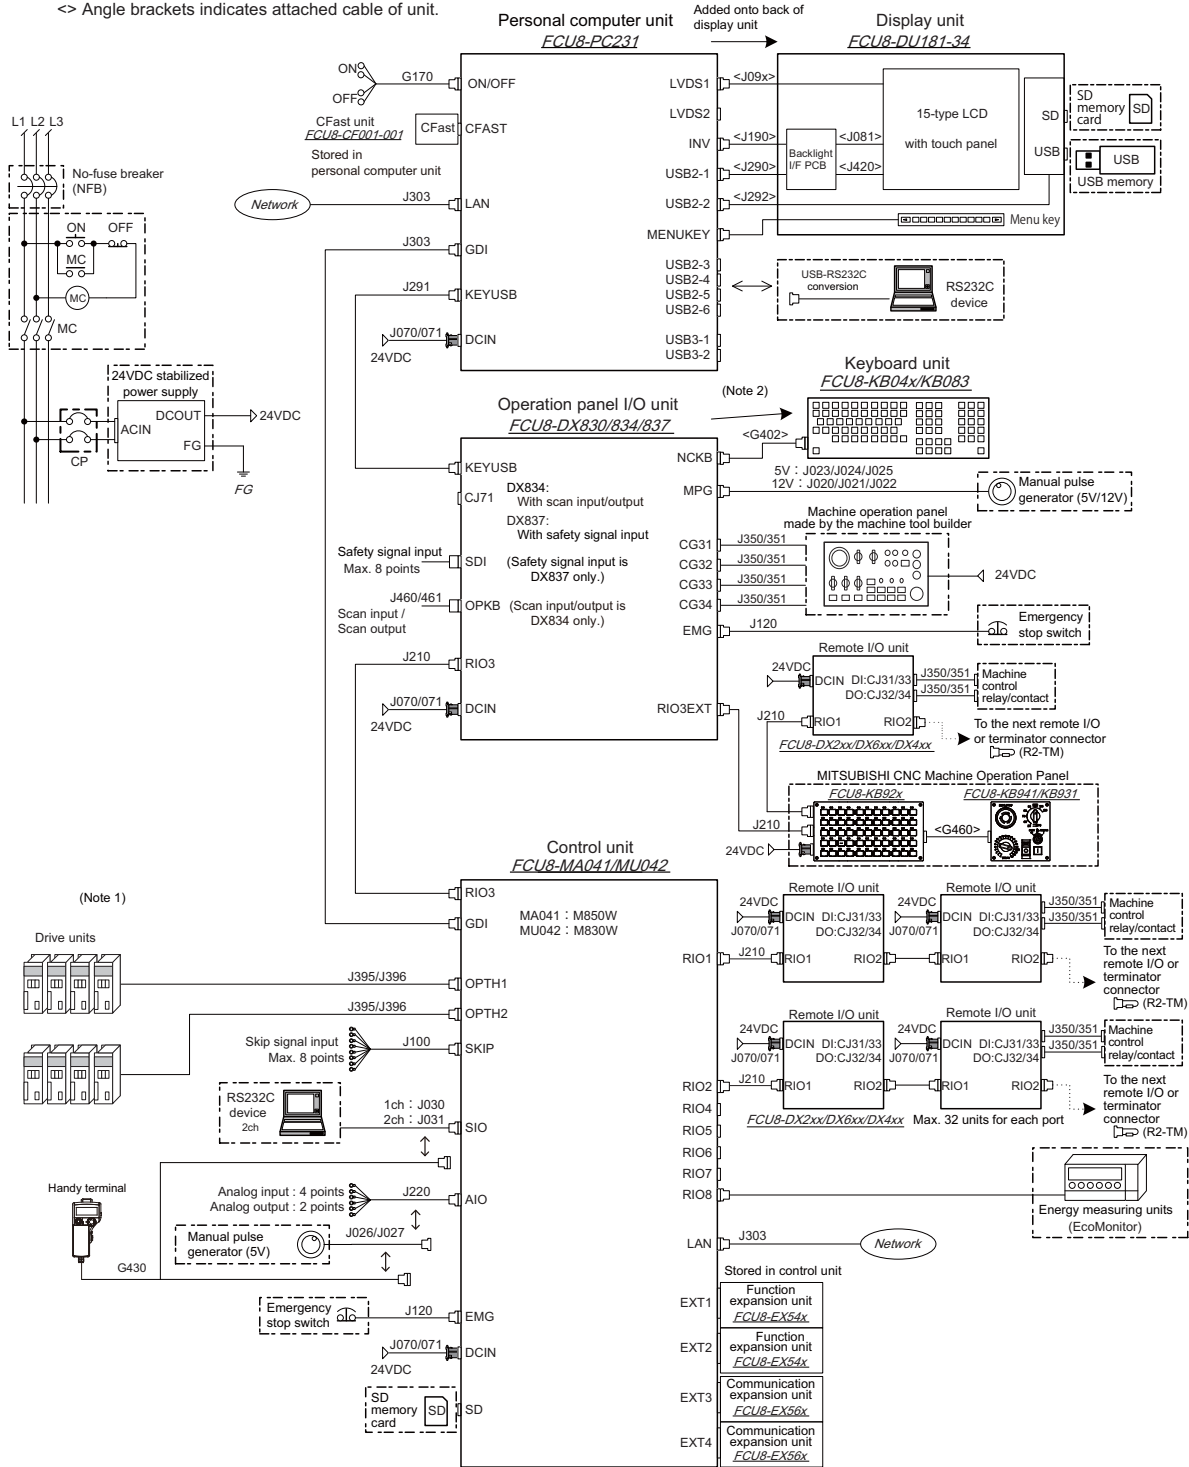 <> Angle brackets indicates attached cable of unit.
Personal computer unit
FCU8-PC231
Added onto back of
display unit
Display unit
FCU8-DU181-34
ON
OFF
G170
ON/OFF
CFast unit
FCU8-CF001-001
CFast
CFAST
Stored in
personal computer unit
Network
J303
LAN
J303
GDI
J291
KEYUSB
J070/071
24VDC
DCIN
LVDS1
LVDS2
INV
USB2-1
USB2-2
MENUKEY
USB2-3
USB2-4
USB2-5
USB2-6
USB3-1
USB3-2
<J09x>
<J190>
<J290>
<J292>
Backlight
I/F PCB
<J081>
<J420>
15-type LCD
with touch panel
SD
USB
SD
memory
card
SD
USB
USB memory
Menu key
USB-RS232C
conversion
RS232C
device
L1 L2 L3
No-fuse breaker
(NFB)
ON
OFF
MC
MC
MC
24VDC stabilized
power supply
DCOUT
24VDC
ACIN
FG
CP
FG
Operation panel I/O unit
FCU8-DX830/834/837
(Note 2)
Keyboard unit
FCU8-KB04x/KB083
KEYUSB
CJ71
DX834:
With scan input/output
DX837:
With safety signal input
Safety signal input
Max. 8 points
SDI
(Safety signal input is
DX837 only.)
J460/461
Scan input /
Scan output
OPKB
(Scan input/output is
DX834 only.)
J210
RIO3
J070/071
24VDC
DCIN
NCKB
<G402>
MPG
5V : J023/J024/J025
12V : J020/J021/J022
Manual pulse
generator (5V/12V)
Machine operation panel
made by the machine tool builder
CG31
J350/351
CG32
J350/351
CG33
J350/351
CG34
J350/351
24VDC
EMG
J120
Emergency
stop switch
Remote I/O unit
24VDC
DCIN
DI:CJ31/33
DO:CJ32/34
J350/351
J350/351
Machine
control
relay/contact
RIO3EXT
J210
RIO1
RIO2
To the next remote I/O
or terminator connector
(R2-TM)
FCU8-DX2xx/DX6xx/DX4xx
MITSUBISHI CNC Machine Operation Panel
FCU8-KB92x
FCU8-KB941/KB931
J210
<G460>
24VDC
Control unit
FCU8-MA041/MU042
RIO3
GDI
MA041 : M850W
MU042 : M830W
(Note 1)
Drive units
J395/J396
OPTH1
J395/J396
OPTH2
Skip signal input
Max. 8 points
J100
SKIP
RS232C
device
2ch
1ch : J030
2ch : J031
SIO
Handy terminal
Analog input : 4 points
Analog output : 2 points
J220
AIO
Manual pulse
generator (5V)
J026/J027
G430
Emergency
stop switch
J120
EMG
J070/071
24VDC
DCIN
SD
memory
card
SD
SD
Remote I/O unit
24VDC
J070/071
DCIN
DI:CJ31/33
DO:CJ32/34
RIO1
J210
RIO1
RIO2
Remote I/O unit
24VDC
J070/071
DCIN
DI:CJ31/33
DO:CJ32/34
RIO1
RIO2
J350/351
J350/351
Machine
control
relay/contact
To the next
remote I/O or
terminator
connector
(R2-TM)
Remote I/O unit
24VDC
J070/071
DCIN
DI:CJ31/33
DO:CJ32/34
RIO2
J210
RIO1
RIO2
Remote I/O unit
24VDC
J070/071
DCIN
DI:CJ31/33
DO:CJ32/34
RIO1
RIO2
J350/351
J350/351
Machine
control
relay/contact
To the next
remote I/O or
terminator
connector
(R2-TM)
FCU8-DX2xx/DX6xx/DX4xx
Max. 32 units for each port
RIO4
RIO5
RIO6
RIO7
RIO8
Energy measuring units
(EcoMonitor)
LAN
J303
Network
Stored in control unit
EXT1
Function
expansion unit
FCU8-EX54x
EXT2
Function
expansion unit
FCU8-EX54x
EXT3
Communication
expansion unit
FCU8-EX56x
EXT4
Communication
expansion unit
FCU8-EX56x